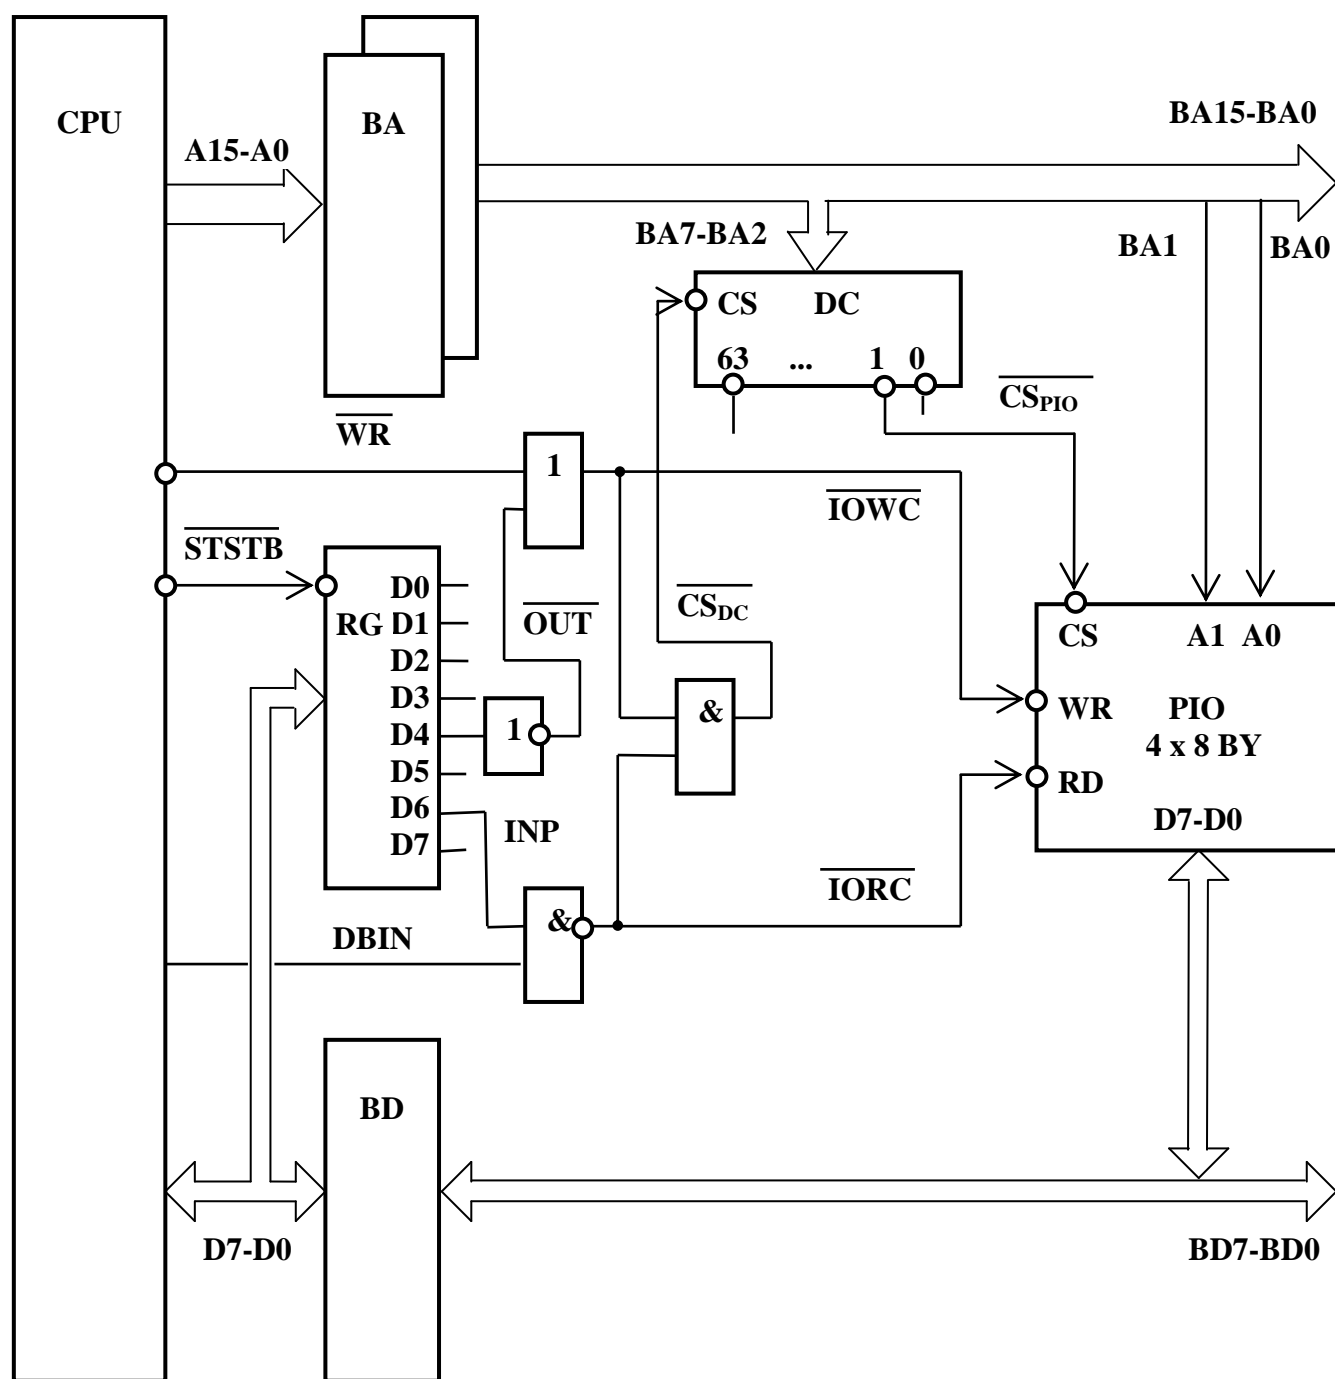 CPU
BA
A15-A0
BA15-BA0
BA7-BA2
BA1
BA0
CS DC
63 ... 1 0
CS_PIO
WR
1
IOWC
STSTB
D0
RG D1
D2
D3
D4
D5
D6
D7
OUT
1
CS_DC
&
CS A1 A0
WR PIO
4 x 8 BY
RD
D7-D0
INP
&
IORC
DBIN
BD
D7-D0
BD7-BD0